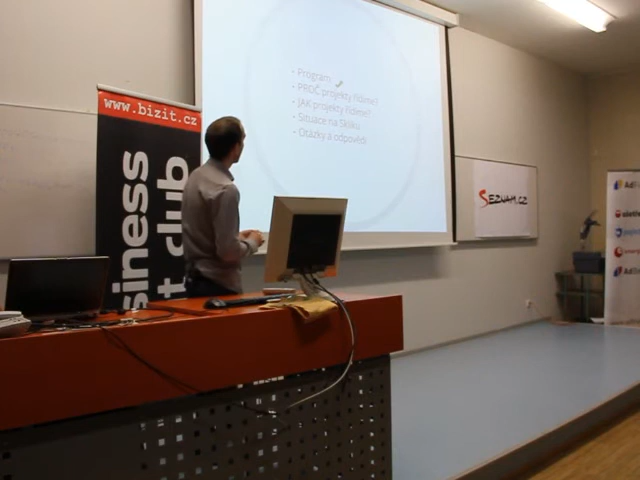 www.bizit.cz
siness
t club
- Program
- PROČ projekty řídíme?
- JAK projekty řídíme?
- Situace na Skliku
- Otázky a odpovědi
SEZNAM.CZ